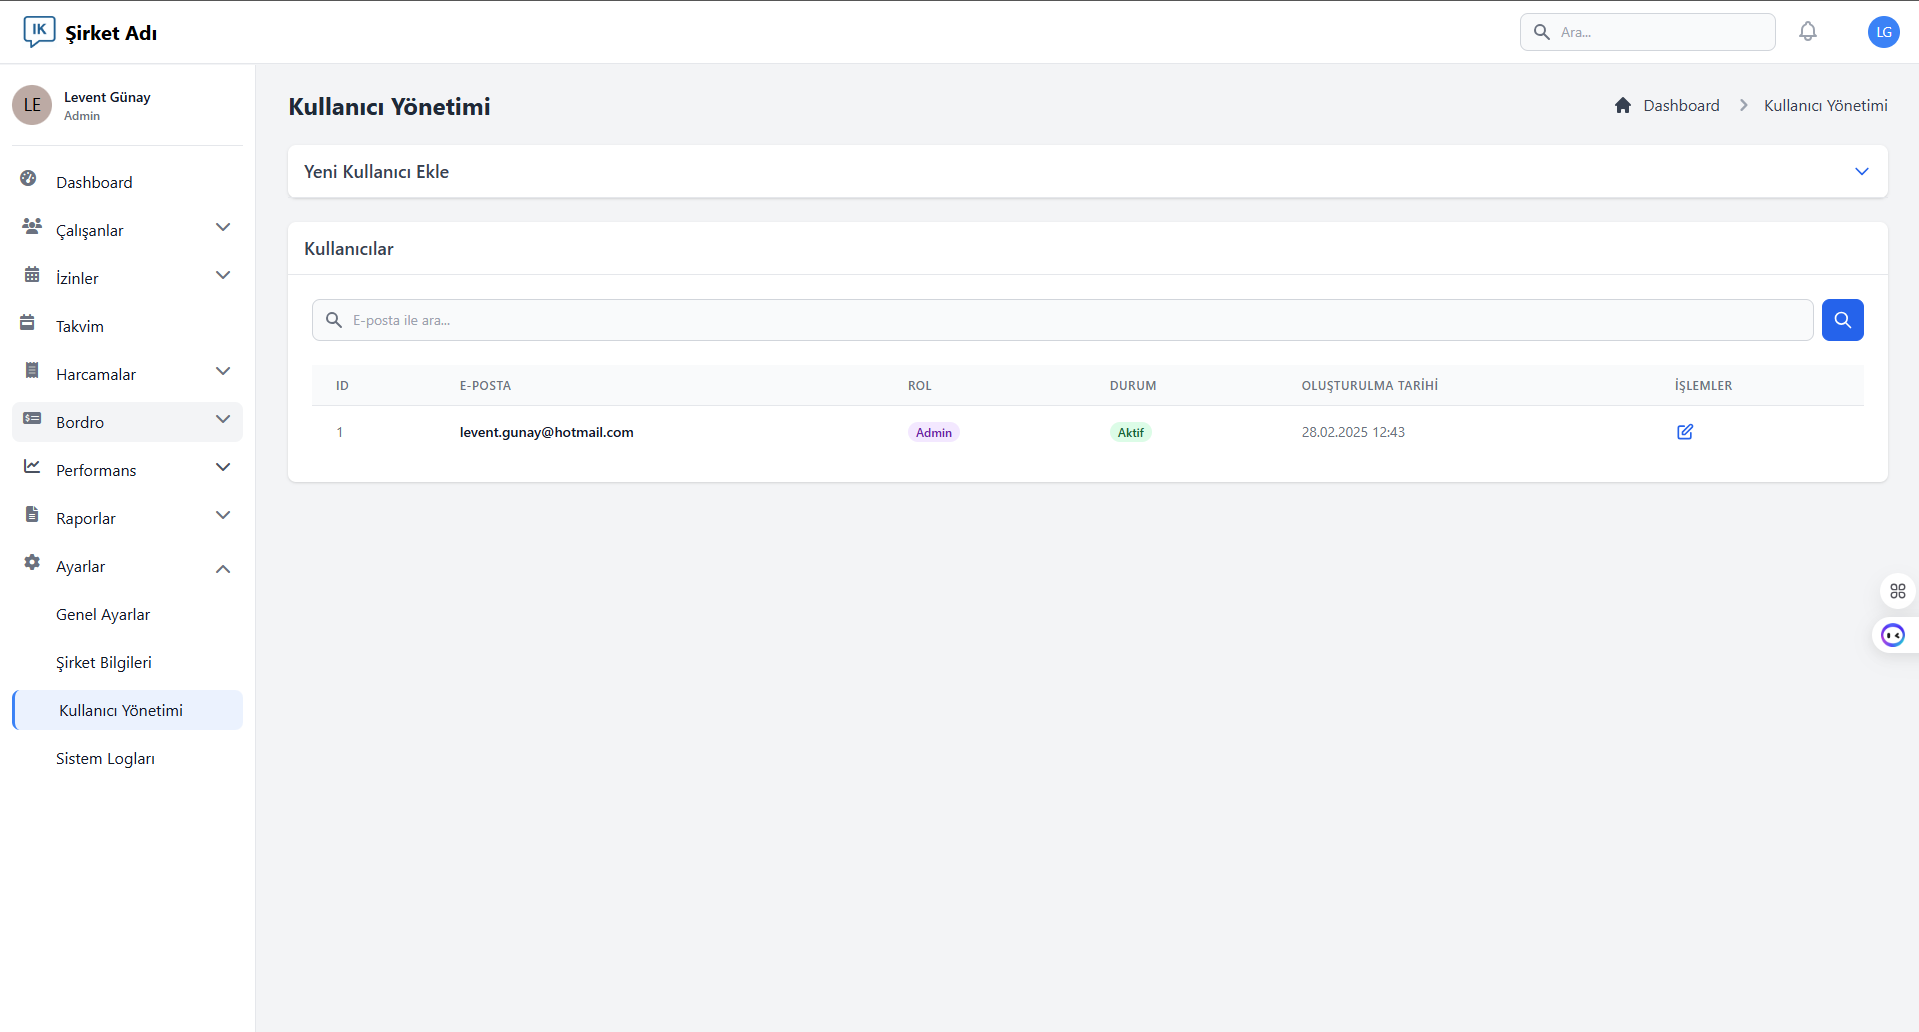 IK
Şirket Adı
Ara...
LG
LE
Levent Günay
Admin
Dashboard
Çalışanlar
İzinler
Takvim
Harcamalar
Bordro
Performans
Raporlar
Ayarlar
Genel Ayarlar
Şirket Bilgileri
Kullanıcı Yönetimi
Sistem Logları
Kullanıcı Yönetimi
Dashboard
Kullanıcı Yönetimi
Yeni Kullanıcı Ekle
Kullanıcılar
E-posta ile ara...
ID E-POSTA ROL DURUM OLUŞTURULMA TARİHİ İŞLEMLER
1 levent.gunay@hotmail.com Admin Aktif 28.02.2025 12:43